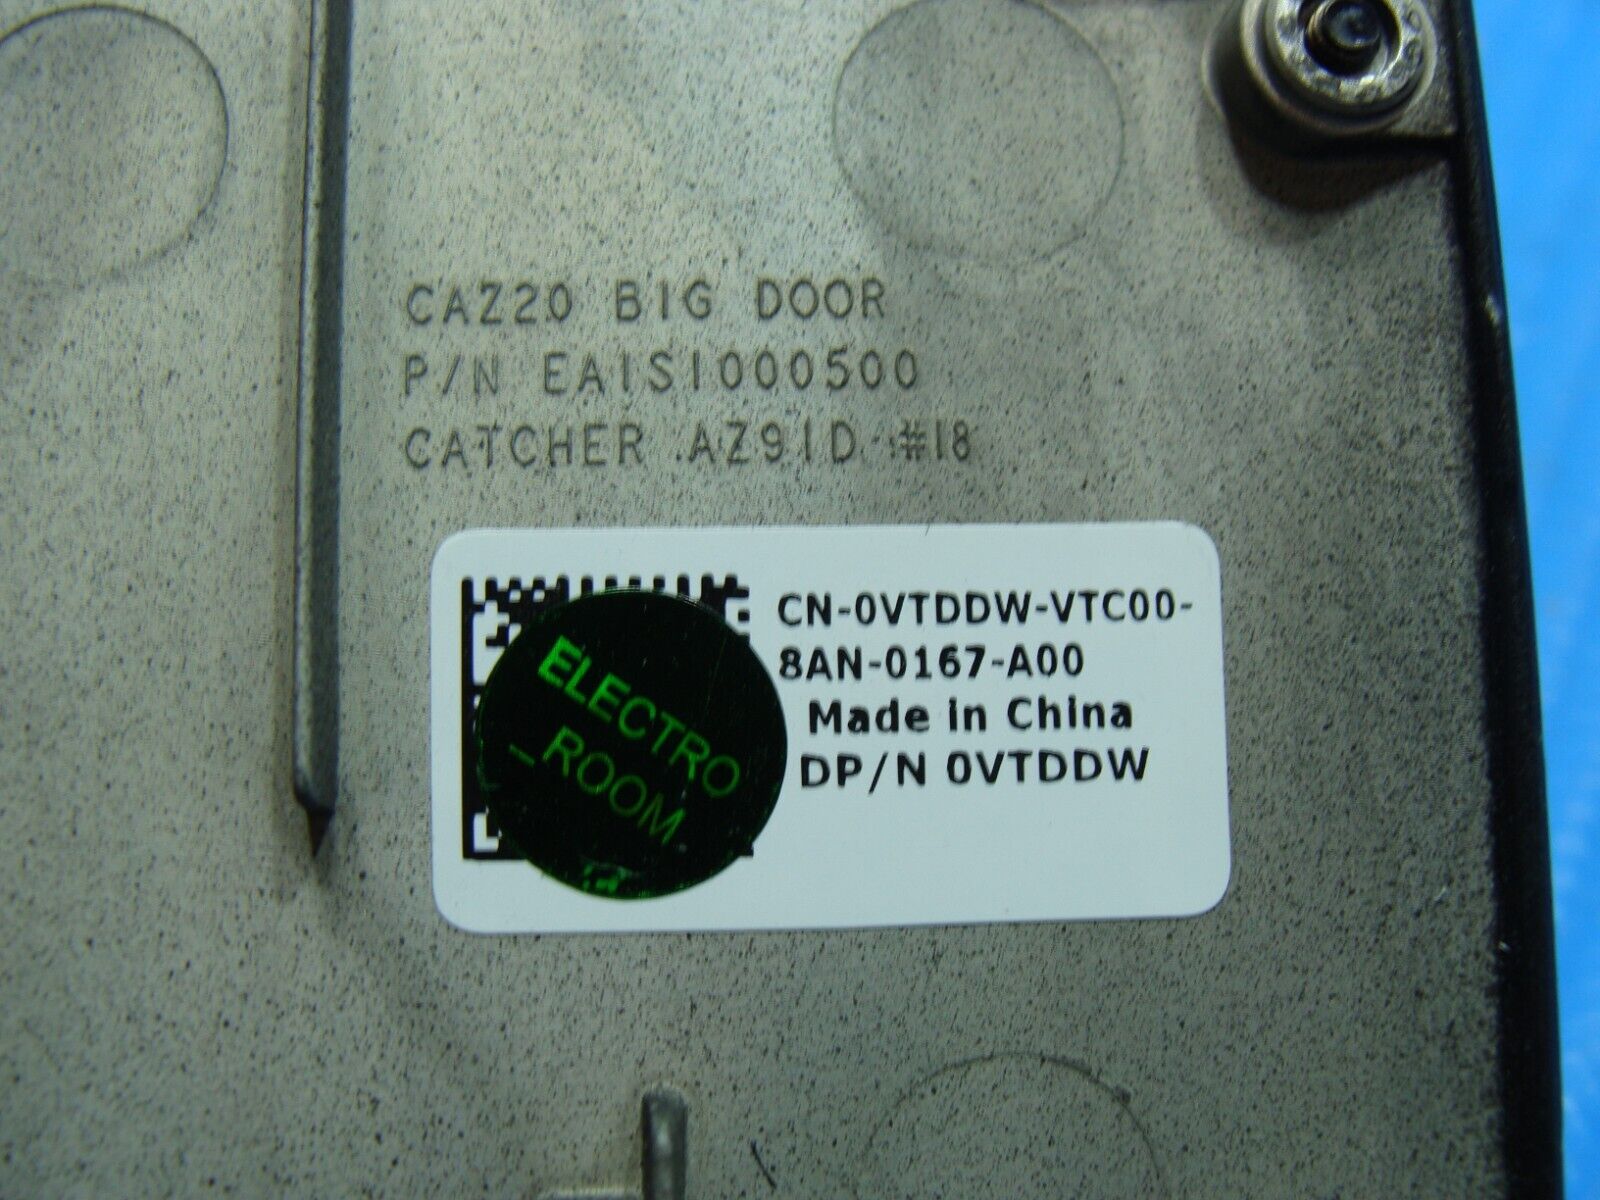 CAZ20 BIG DOOR
P/N EA1S1000500
CATCHER AZ91D #18
CN-0VTDDW-VTC00-
8AN-0167-A00
Made in China
DP/N 0VTDDW
ELECTRO
_ROOM